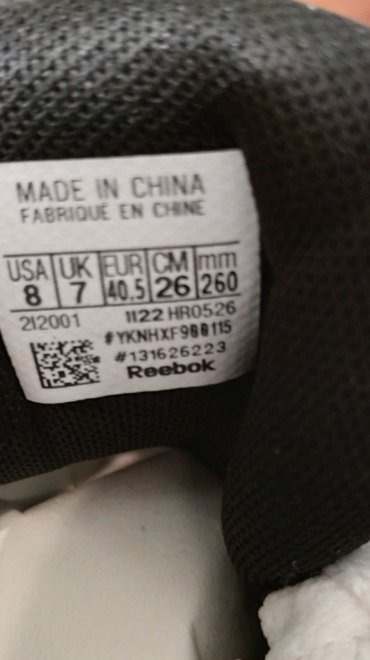 MADE IN CHINA
FABRIQUÉ EN CHINE
USA UK EUR CM mm
8 7 40.5 26 260
212001 1122 HR0526
#YKNHXF900115
#131626223
Reebok